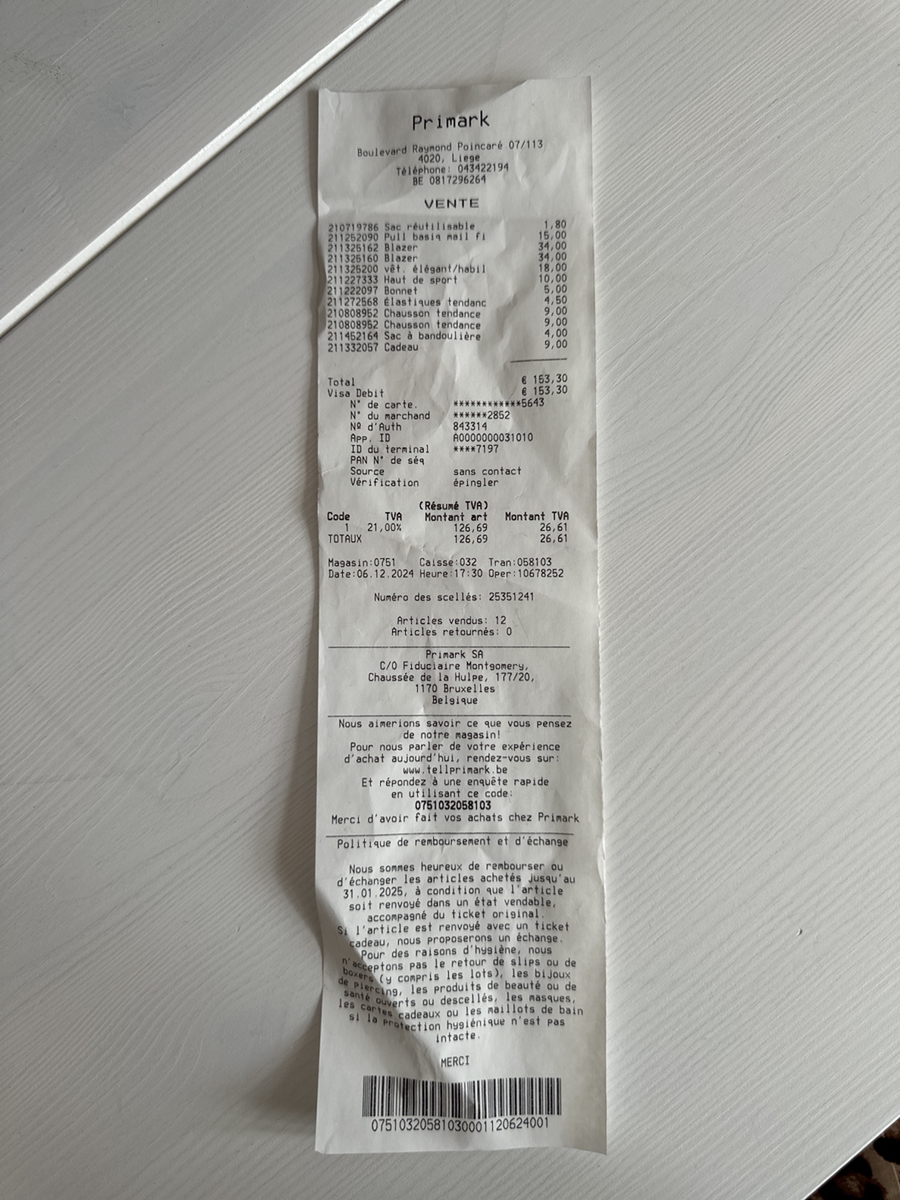 Primark
Boulevard Raymond Poincaré 07/113
4020, Liege
Téléphone: 043422194
BE 0817296264
VENTE
210719786 Sac réutilisable 1,80
211252090 Pull basiq mail fi 15,00
211325162 Blazer 34,00
211325160 Blazer 34,00
211325200 vêt. élégant/habil 18,00
211227333 Haut de sport 10,00
211222097 Bonnet 5,00
211272568 Élastiques tendanc 4,50
210808952 Chausson tendance 9,00
210808952 Chausson tendance 9,00
211452164 Sac à bandoulière 4,00
211332057 Cadeau 9,00
Total € 153,30
Visa Debit € 153,30
N° de carte. ************5643
N° du marchand ******2852
Nº d'Auth 843314
App. ID A0000000031010
ID du terminal ****7197
PAN N° de séq
Source sans contact
Vérification épingler
(Résumé TVA)
Code TVA Montant art Montant TVA
1 21,00% 126,69 26,61
TOTAUX 126,69 26,61
Magasin:0751 Caisse:032 Tran:058103
Date:06.12.2024 Heure:17:30 Oper:10678252
Numéro des scellés: 25351241
Articles vendus: 12
Articles retournés: 0
Primark SA
C/O Fiduciaire Montgomery,
Chaussée de la Hulpe, 177/20,
1170 Bruxelles
Belgique
Nous aimerions savoir ce que vous pensez
de notre magasin!
Pour nous parler de votre expérience
d'achat aujourd'hui, rendez-vous sur:
www.tellprimark.be
Et répondez à une enquête rapide
en utilisant ce code:
0751032058103
Merci d'avoir fait vos achats chez Primark
Politique de remboursement et d'échange
Nous sommes heureux de rembourser ou
d'échanger les articles achetés jusqu'au
31.01.2025, à condition que l'article
soit renvoyé dans un état vendable,
accompagné du ticket original.
Si l'article est renvoyé avec un ticket
cadeau, nous proposerons un échange.
Pour des raisons d'hygiène, nous
n'acceptons pas le retour de slips ou de
boxers (y compris les lots), les bijoux
de piercing, les produits de beauté ou de
santé ouverts ou descellés, les masques,
les cartes cadeaux ou les maillots de bain
si la protection hygiénique n'est pas
intacte.
MERCI
07510320581030001120624001